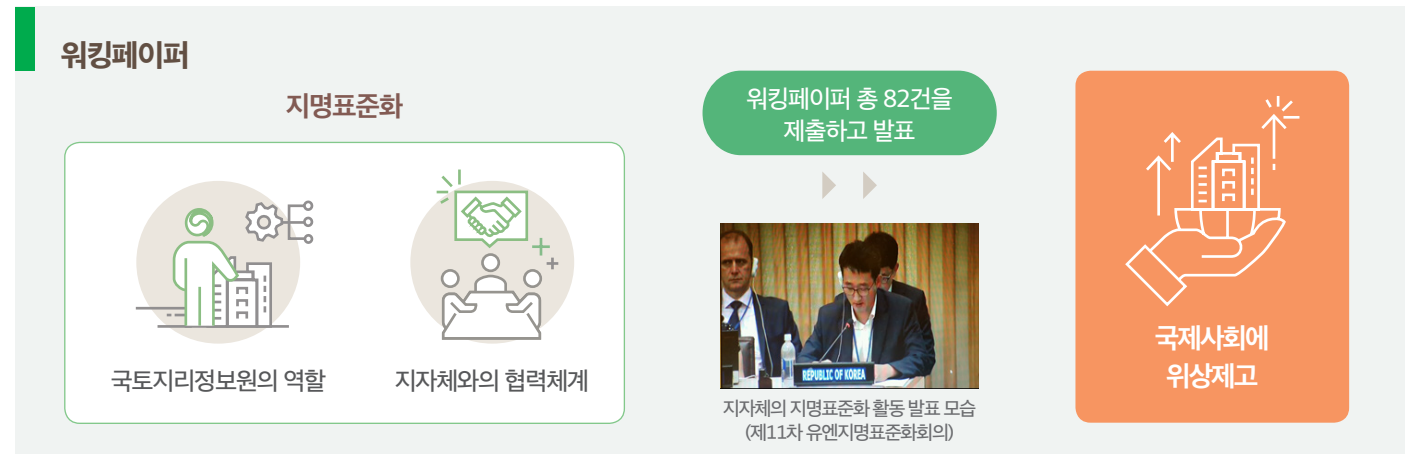 워킹페이퍼
지명표준화
국토지리정보원의 역할
지자체와의 협력체계
워킹페이퍼 총 82건을
제출하고 발표
REPUBLIC OF KOREA
지자체의 지명표준화 활동 발표 모습
(제11차 유엔지명표준화회의)
국제사회에
위상제고